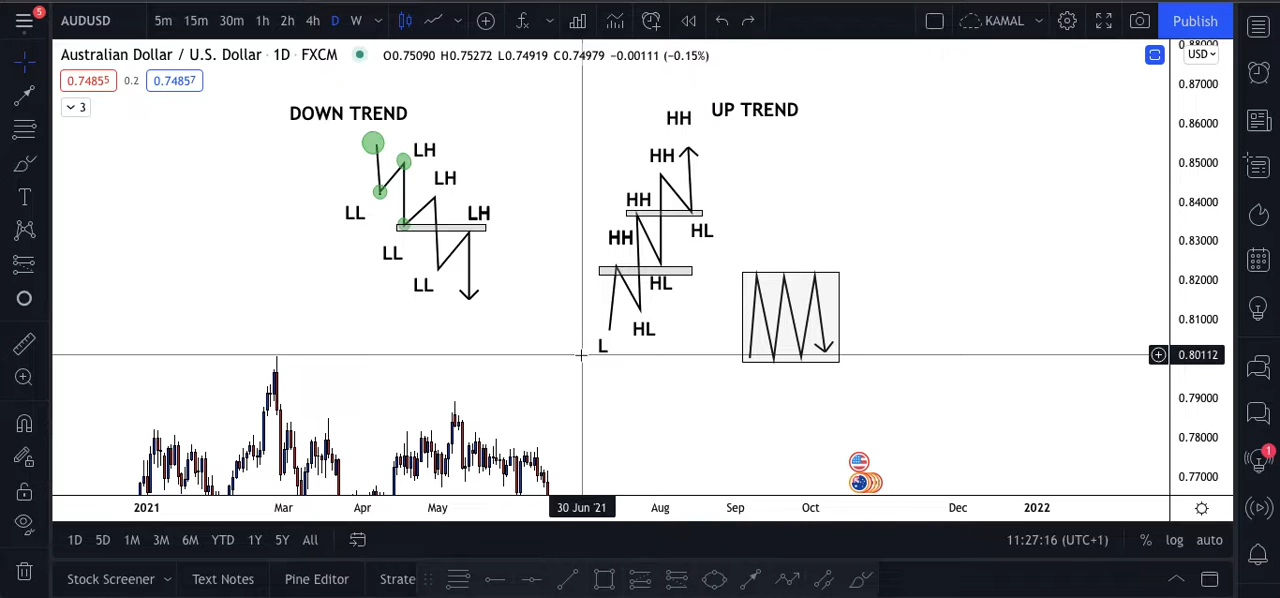 5
AUDUSD
5m 15m 30m 1h 2h 4h D W
KAMAL
Publish
Australian Dollar / U.S. Dollar · 1D · FXCM
O0.75090 H0.75272 L0.74919 C0.74979 −0.00111 (−0.15%)
0.74855 0.2 74857
3
DOWN TREND
LH
LH
LH
LL
LL
LL
UP TREND
HH
HH
HH
HH
HL
HL
HL
L
USD
0.88000
0.87000
0.86000
0.85000
0.84000
0.83000
0.82000
0.81000
0.80112
0.79000
0.78000
0.77000
1
2021 Mar Apr May 30 Jun '21 Aug Sep Oct Dec 2022
1D 5D 1M 3M 6M YTD 1Y 5Y All
11:27:16 (UTC+1) % log auto
Stock Screener Text Notes Pine Editor Strate